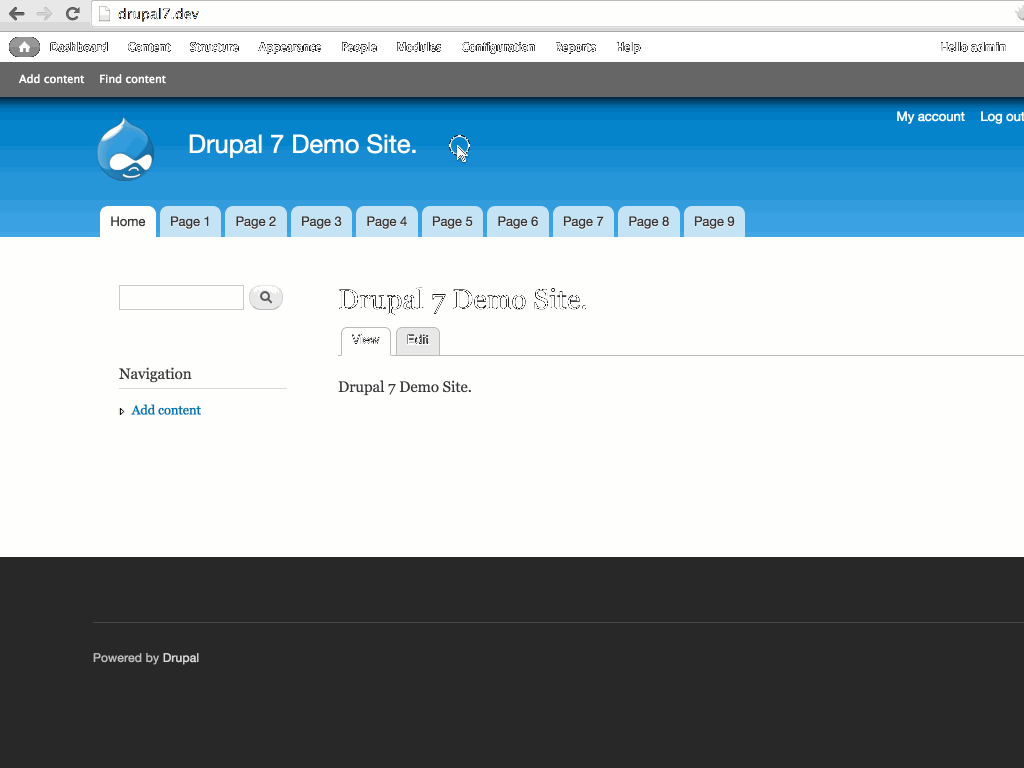 drupal7.dev
Dashboard Content Structure Appearance People Modules Configuration Reports Help Hello admin
Add content Find content
My account Log out
Drupal 7 Demo Site.
Home Page 1 Page 2 Page 3 Page 4 Page 5 Page 6 Page 7 Page 8 Page 9
Drupal 7 Demo Site.
View Edit
Navigation
Drupal 7 Demo Site.
Add content
Powered by Drupal